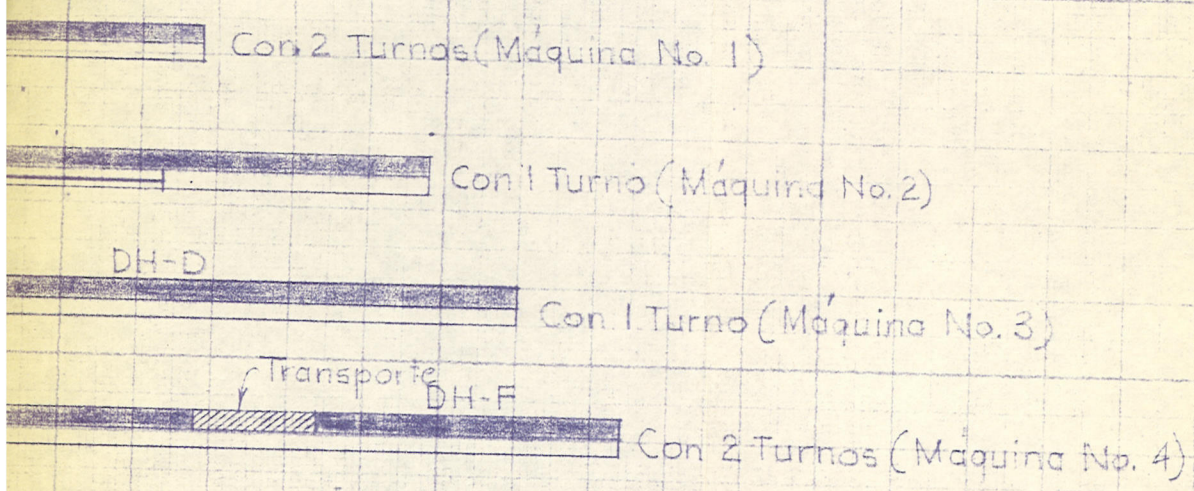 Con 2 Turnos (Máquina No. 1)
Con 1 Turno (Máquina No. 2)
DH-D
Con 1 Turno (Máquina No. 3)
Transporte
DH-F
Con 2 Turnos (Máquina No. 4)